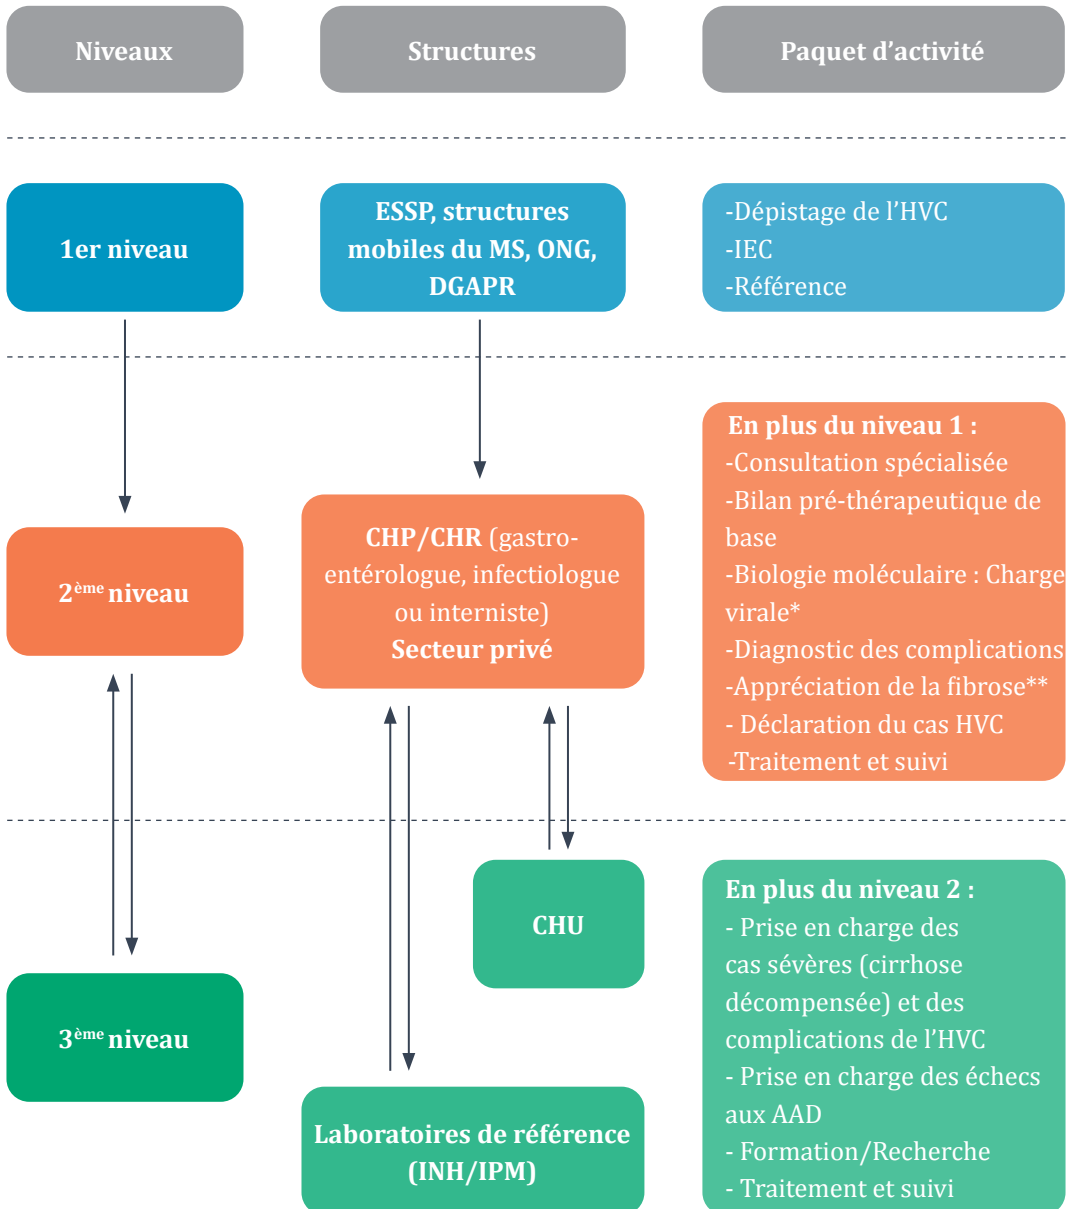 Niveaux
Structures
Paquet d’activité
1er niveau
ESSP, structures
mobiles du MS, ONG,
DGAPR
-Dépistage de l’HVC
-IEC
-Référence
2ème niveau
CHP/CHR (gastro-
entérologue, infectiologue
ou interniste)
Secteur privé
En plus du niveau 1 :
-Consultation spécialisée
-Bilan pré-thérapeutique de
base
-Biologie moléculaire : Charge
virale*
-Diagnostic des complications
-Appréciation de la fibrose**
- Déclaration du cas HVC
-Traitement et suivi
3ème niveau
CHU
Laboratoires de référence
(INH/IPM)
En plus du niveau 2 :
- Prise en charge des
cas sévères (cirrhose
décompensée) et des
complications de l’HVC
- Prise en charge des échecs
aux AAD
- Formation/Recherche
- Traitement et suivi